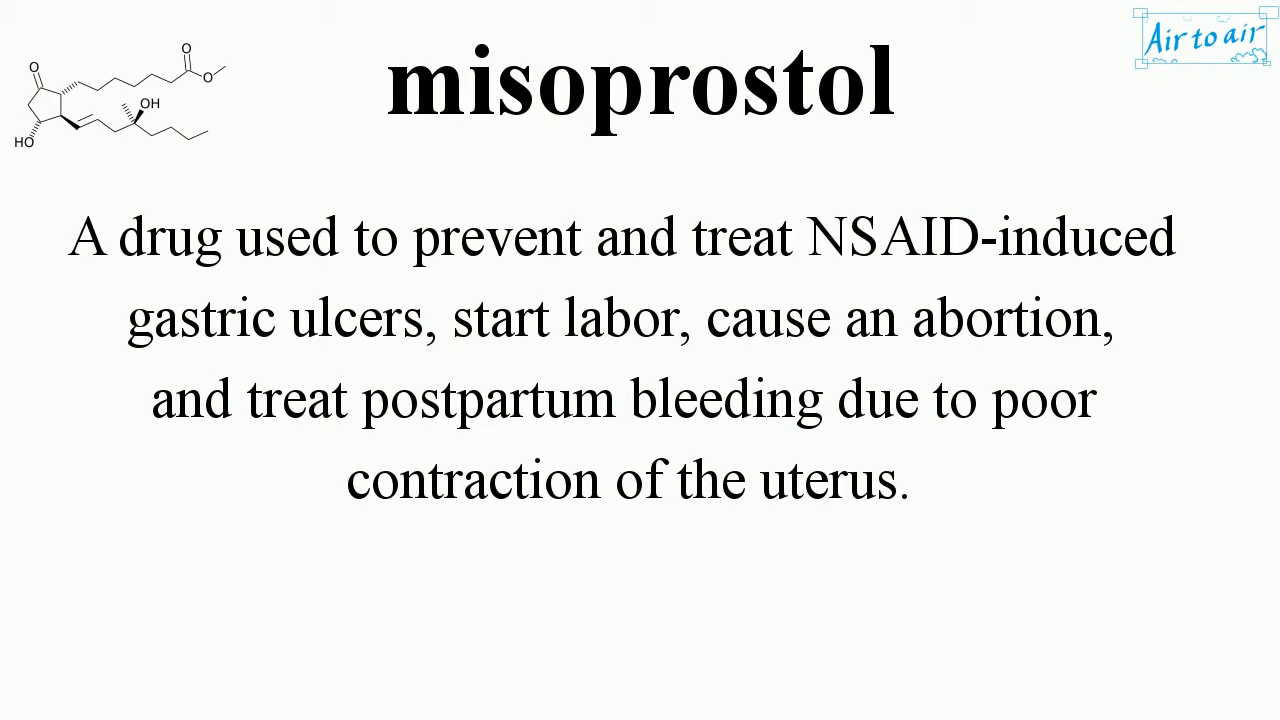 misoprostol
Air to air
O
O
O
OH
HO
A drug used to prevent and treat NSAID-induced
gastric ulcers, start labor, cause an abortion,
and treat postpartum bleeding due to poor
contraction of the uterus.